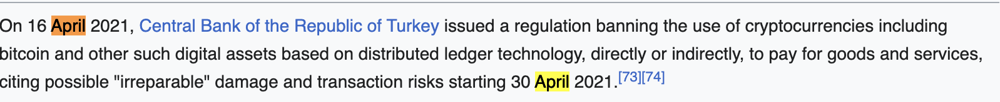 On 16 April 2021, Central Bank of the Republic of Turkey issued a regulation banning the use of cryptocurrencies including
bitcoin and other such digital assets based on distributed ledger technology, directly or indirectly, to pay for goods and services,
citing possible "irreparable" damage and transaction risks starting 30 April 2021.[73][74]